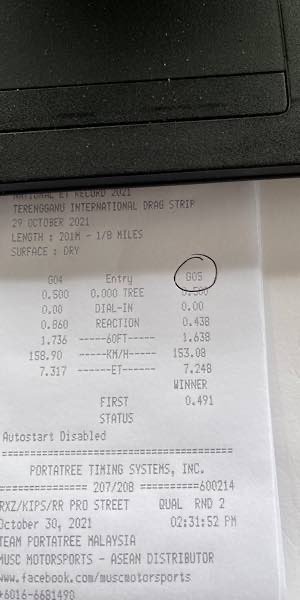 NATIONAL ET RECORD 2021
TERENGGANU INTERNATIONAL DRAG STRIP
29 OCTOBER 2021
LENGTH : 201M - 1/8 MILES
SURFACE : DRY
G04 Entry G05
0.500 0.000 TREE 0.500
0.00 DIAL-IN 0.00
0.860 REACTION 0.438
1.736 -----60FT----- 1.638
158.90 -----KM/H----- 153.08
7.317 ------ET------ 7.248
WINNER
FIRST 0.491
STATUS
Autostart Disabled
=====================================
PORTATREE TIMING SYSTEMS, INC.
============== 207/208 ==========600214
RXZ/KIPS/RR PRO STREET QUAL RND 2
October 30, 2021 02:31:52 PM
TEAM PORTATREE MALAYSIA
MUSC MOTORSPORTS - ASEAN DISTRIBUTOR
www.facebook.com/muscmotorsports
+6016-6681490